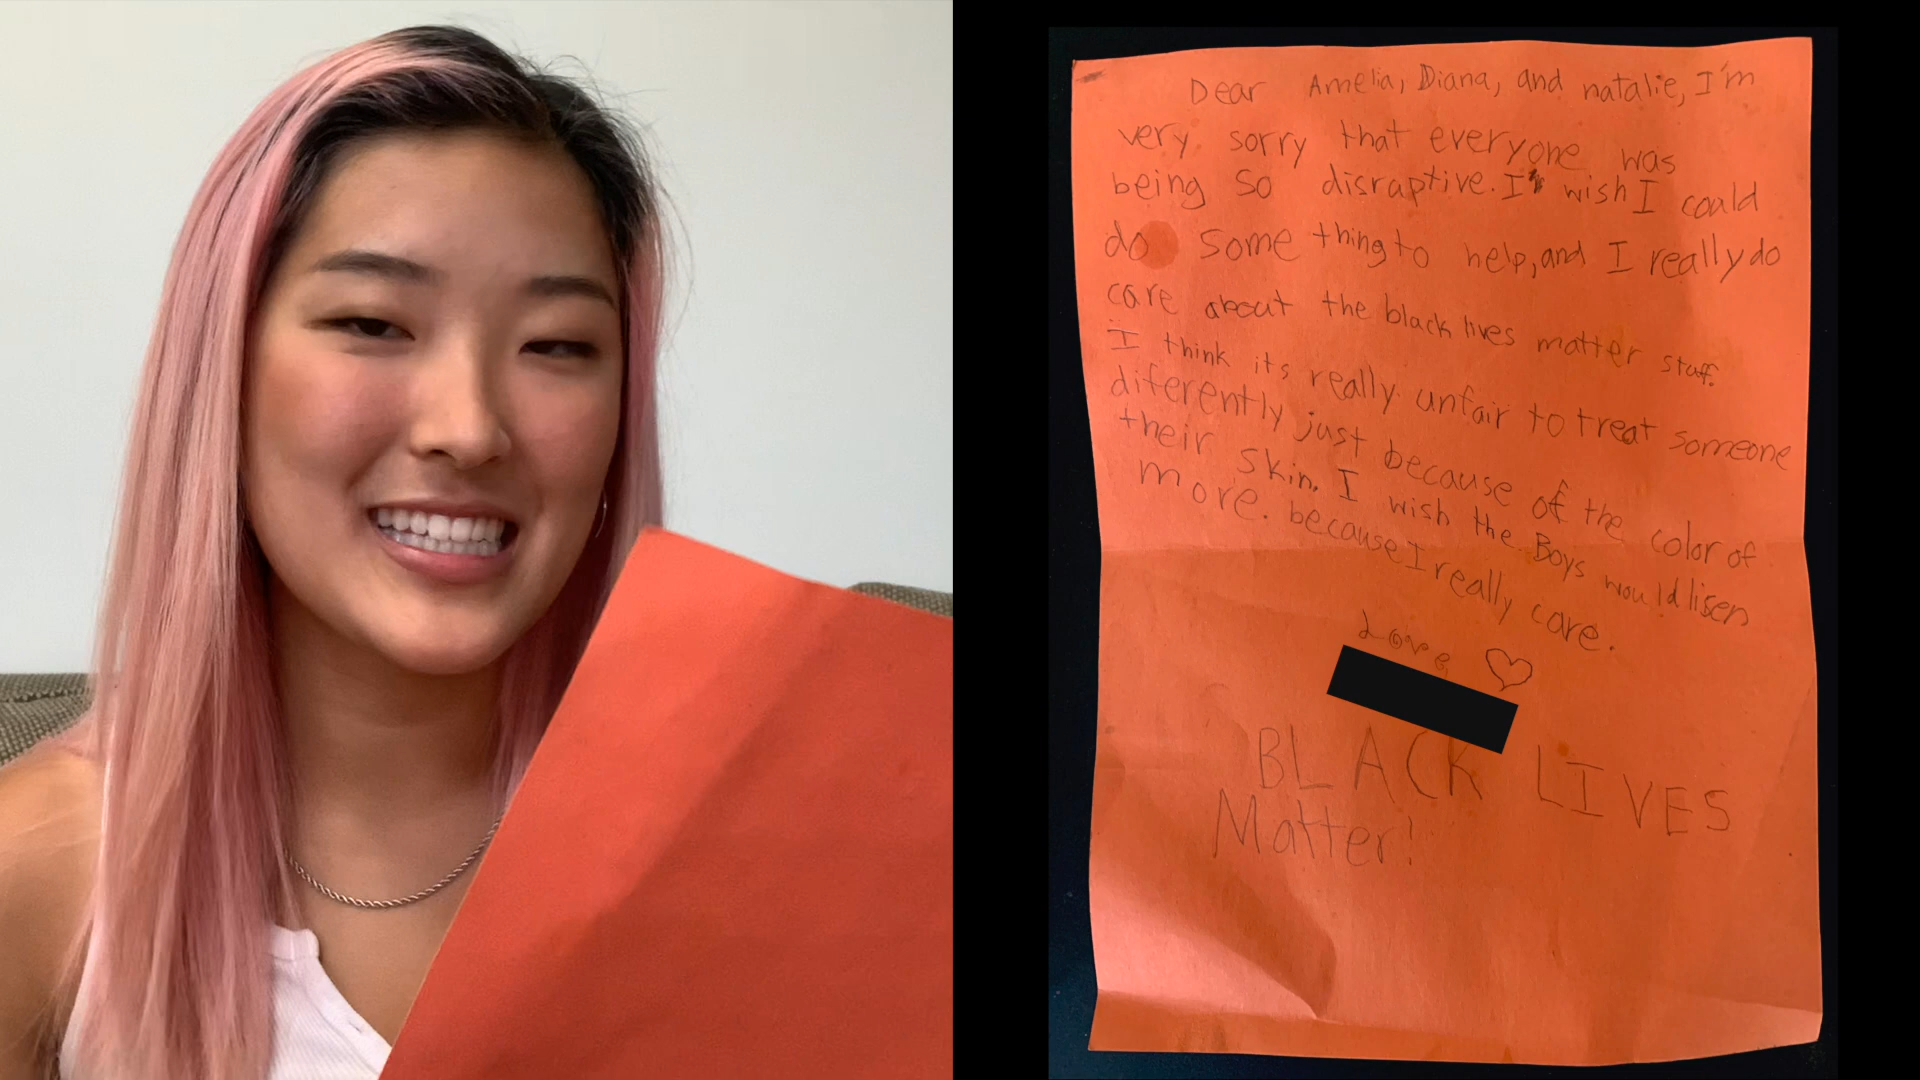 Dear Amelia, Diana, and natalie, I'm
very sorry that everyone was
being so disraptive. I wish I could
do some thing to help, and I really do
care about the black lives matter stuff.
I think its really unfair to treat someone
diferently just because of the color of
their skin. I wish the Boys would lisen
more. because I really care.
Love,
BLACK LIVES
Matter!